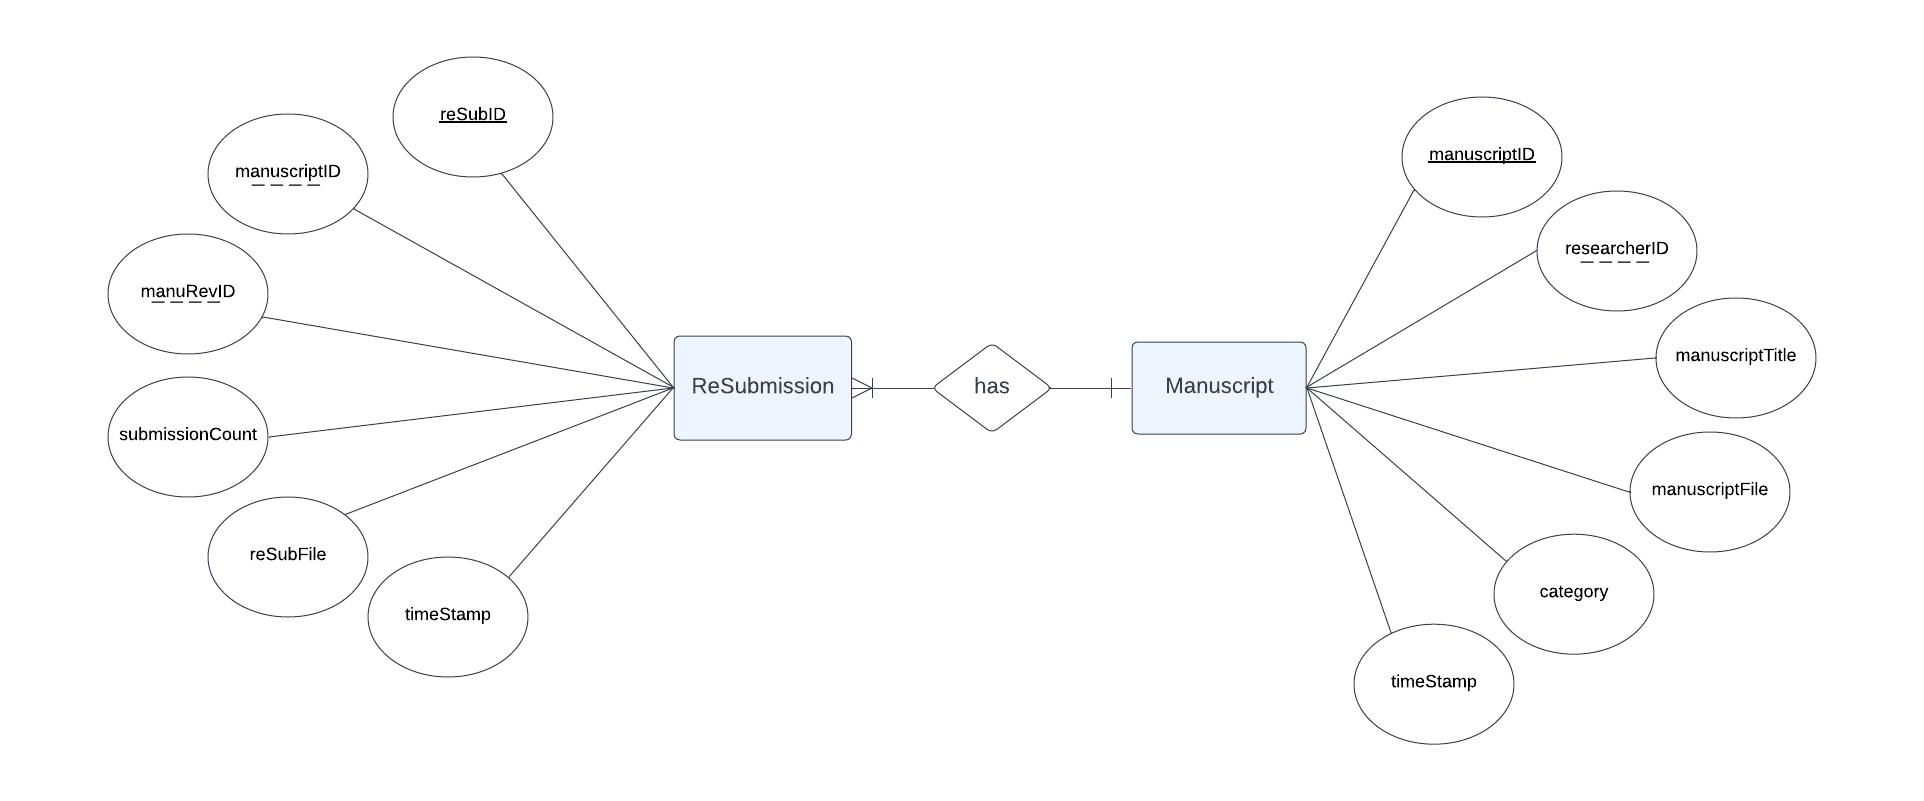 reSubID
manuscriptID
manuRevID
submissionCount
reSubFile
timeStamp
ReSubmission
has
Manuscript
manuscriptID
researcherID
manuscriptTitle
manuscriptFile
category
timeStamp